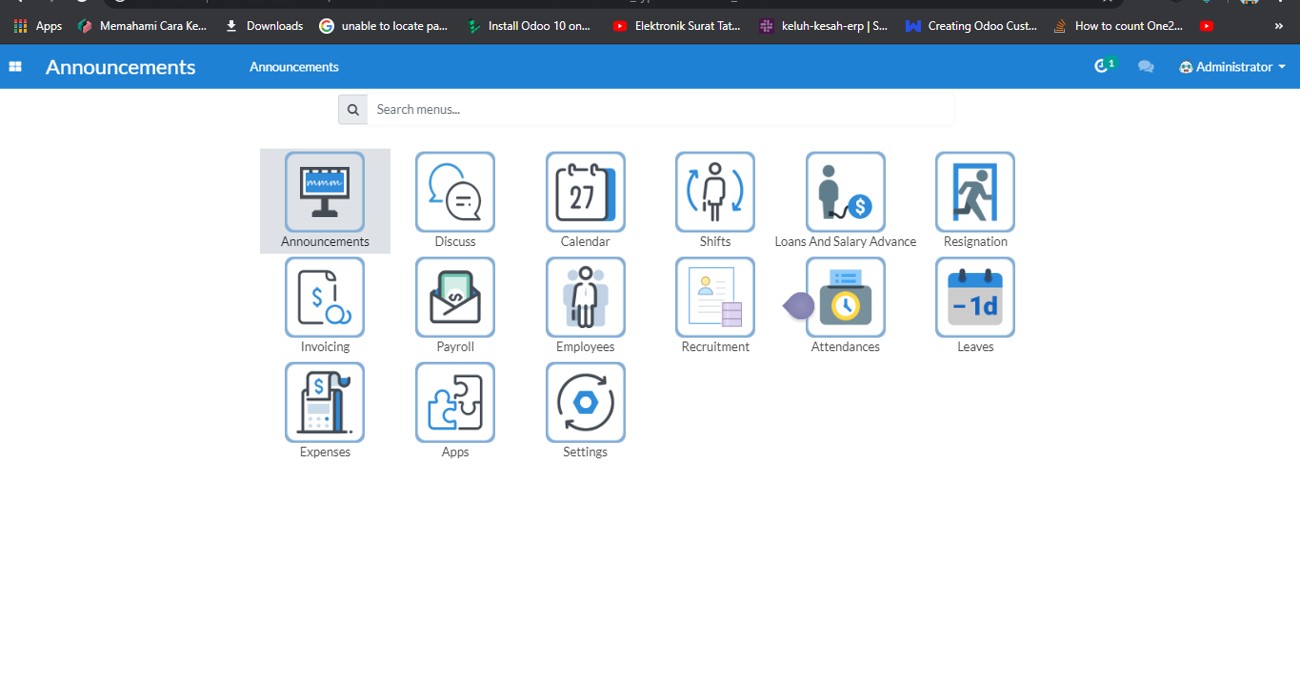 Apps Memahami Cara Ke... Downloads unable to locate pa... Install Odoo 10 on... Elektronik Surat Tat... keluh-kesah-erp | S... Creating Odoo Cust... How to count One2... »
Announcements Announcements 1 Administrator
Search menus...
mmm 27 $
Announcements Discuss Calendar Shifts Loans And Salary Advance Resignation
$ $ -1d
Invoicing Payroll Employees Recruitment Attendances Leaves
$
Expenses Apps Settings